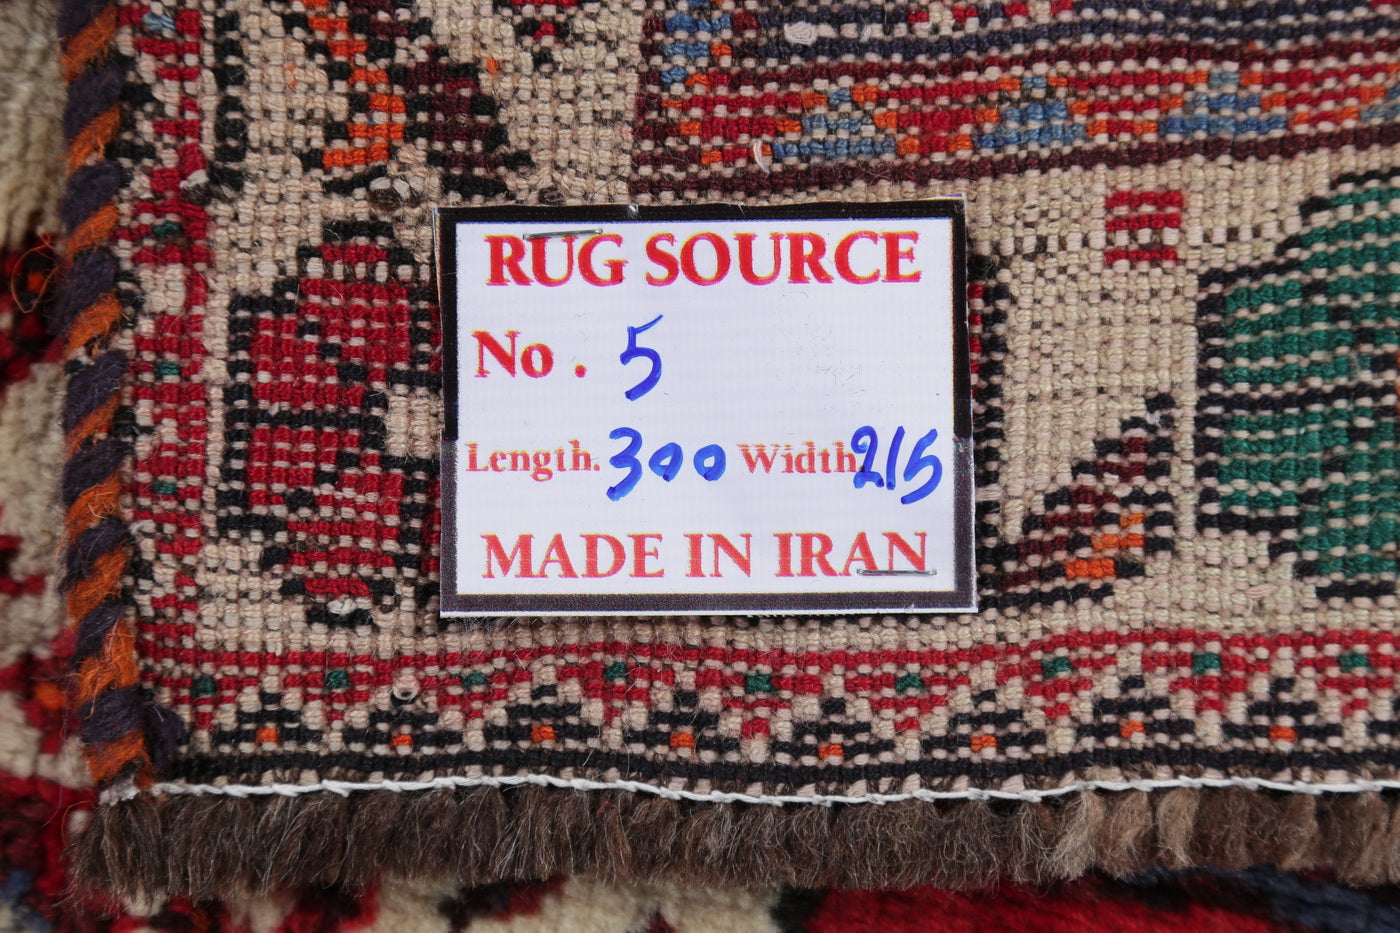 RUG SOURCE
No. 5
Length. 300 Width. 215
MADE IN IRAN